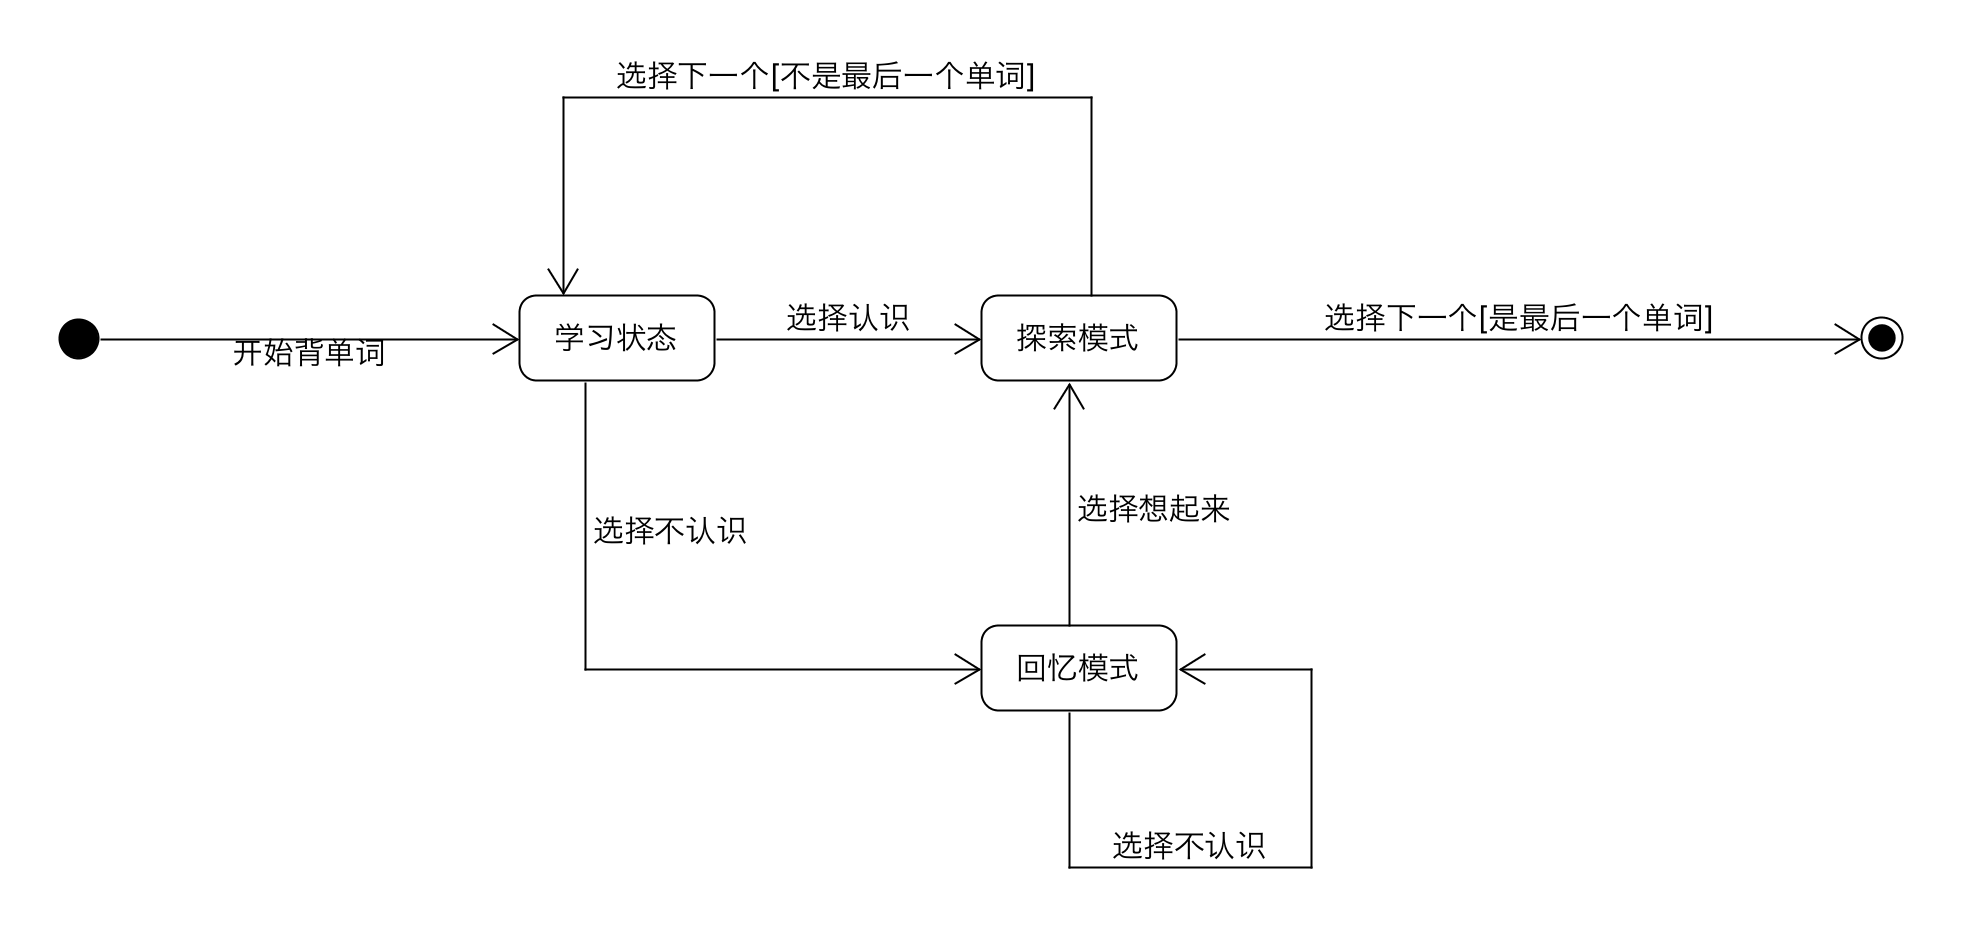 选择下一个[不是最后一个单词]
开始背单词
学习状态
选择认识
探索模式
选择下一个[是最后一个单词]
选择不认识
选择想起来
回忆模式
选择不认识